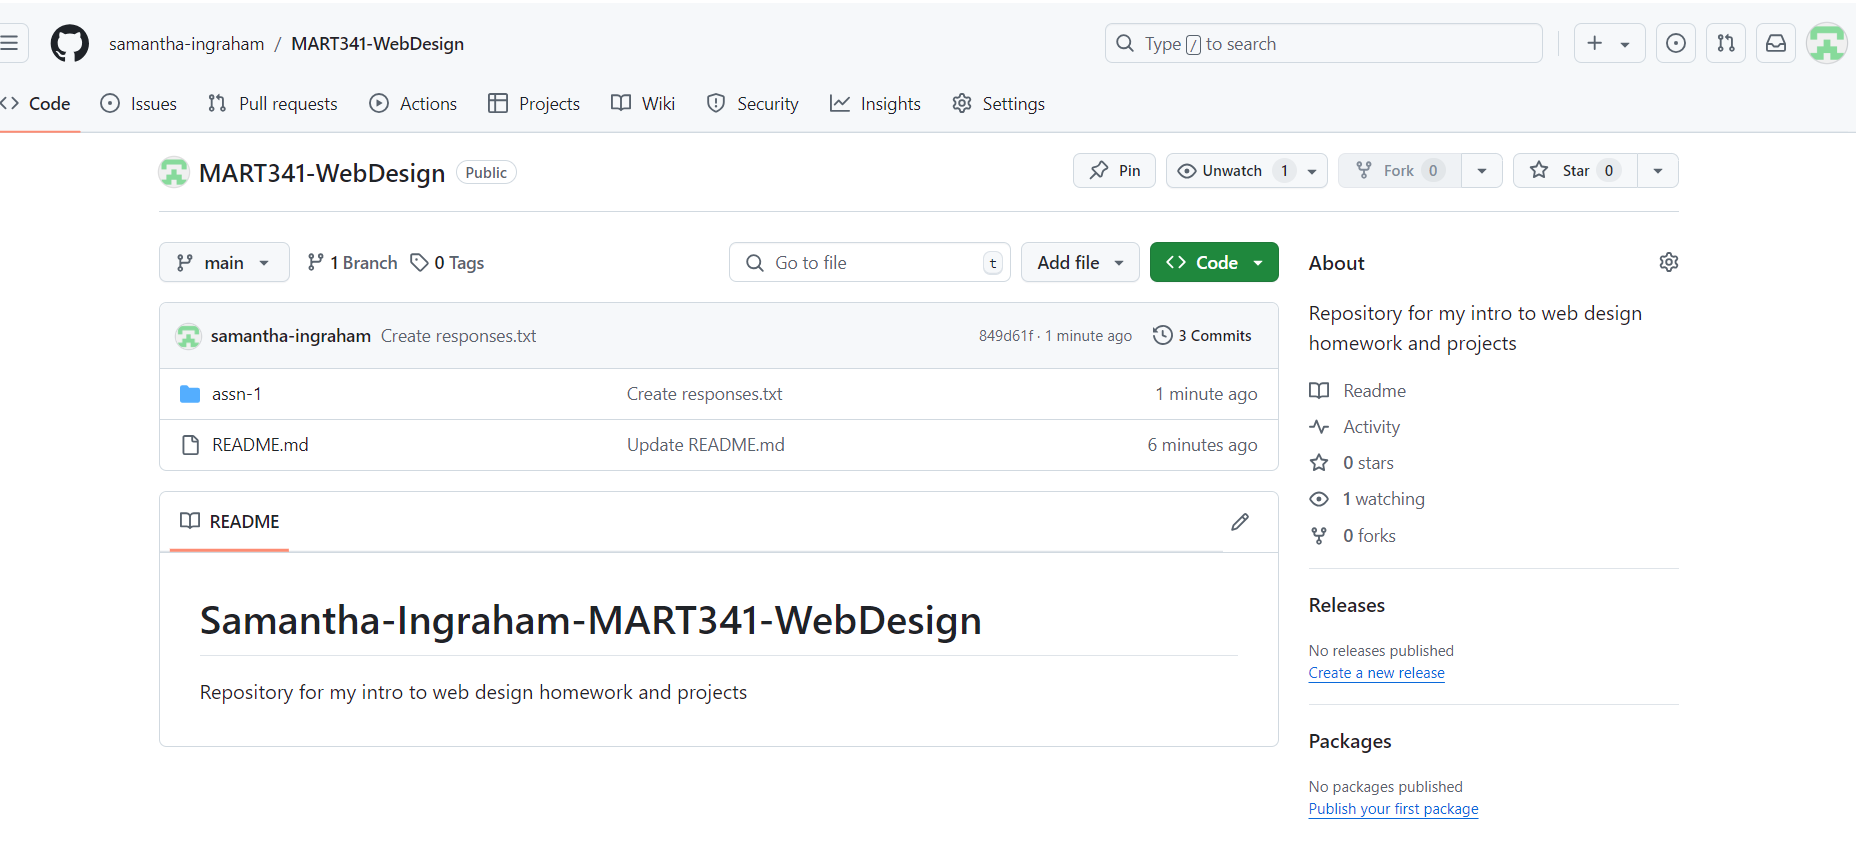 samantha-ingraham / MART341-WebDesign
Type / to search
Code Issues Pull requests Actions Projects Wiki Security Insights Settings
MART341-WebDesign Public
Pin Unwatch 1 Fork 0 Star 0
main 1 Branch 0 Tags
Go to file t Add file Code
samantha-ingraham Create responses.txt 849d61f · 1 minute ago 3 Commits
assn-1 Create responses.txt 1 minute ago
README.md Update README.md 6 minutes ago
README
Samantha-Ingraham-MART341-WebDesign
Repository for my intro to web design homework and projects
About
Repository for my intro to web design
homework and projects
Readme
Activity
0 stars
1 watching
0 forks
Releases
No releases published
Create a new release
Packages
No packages published
Publish your first package